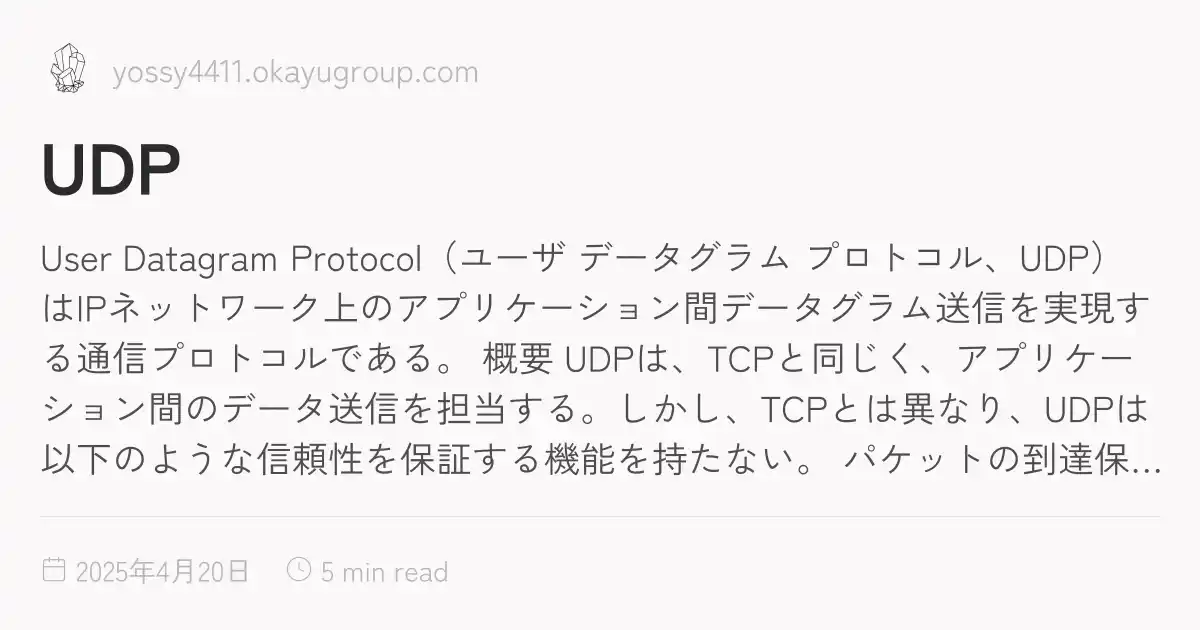 yossy4411.okayugroup.com
UDP
User Datagram Protocol（ユーザ データグラム プロトコル、UDP）
はIPネットワーク上のアプリケーション間データグラム送信を実現す
る通信プロトコルである。 概要 UDPは、TCPと同じく、アプリケー
ション間のデータ送信を担当する。しかし、TCPとは異なり、UDPは
以下のような信頼性を保証する機能を持たない。 パケットの到達保…
2025年4月20日 5 min read